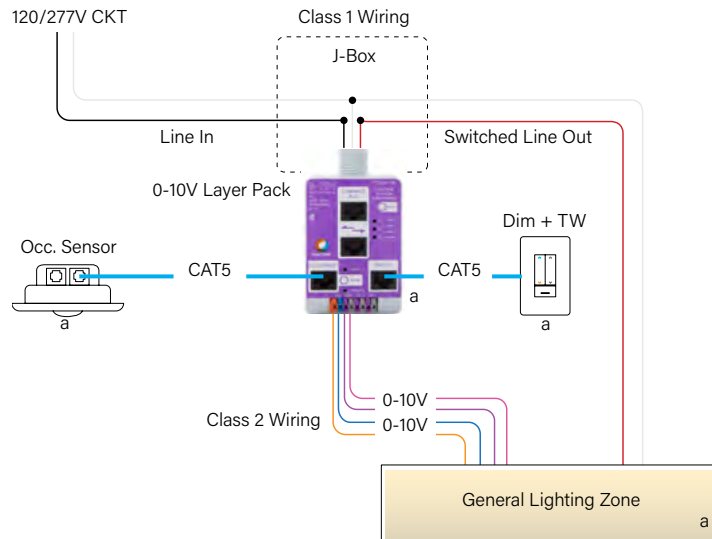 120/277V CKT
Class 1 Wiring
J-Box
Line In
Switched Line Out
0-10V Layer Pack
Dim + TW
Occ. Sensor
CAT5
CAT5
a
a
a
0-10V
Class 2 Wiring
0-10V
General Lighting Zone
a